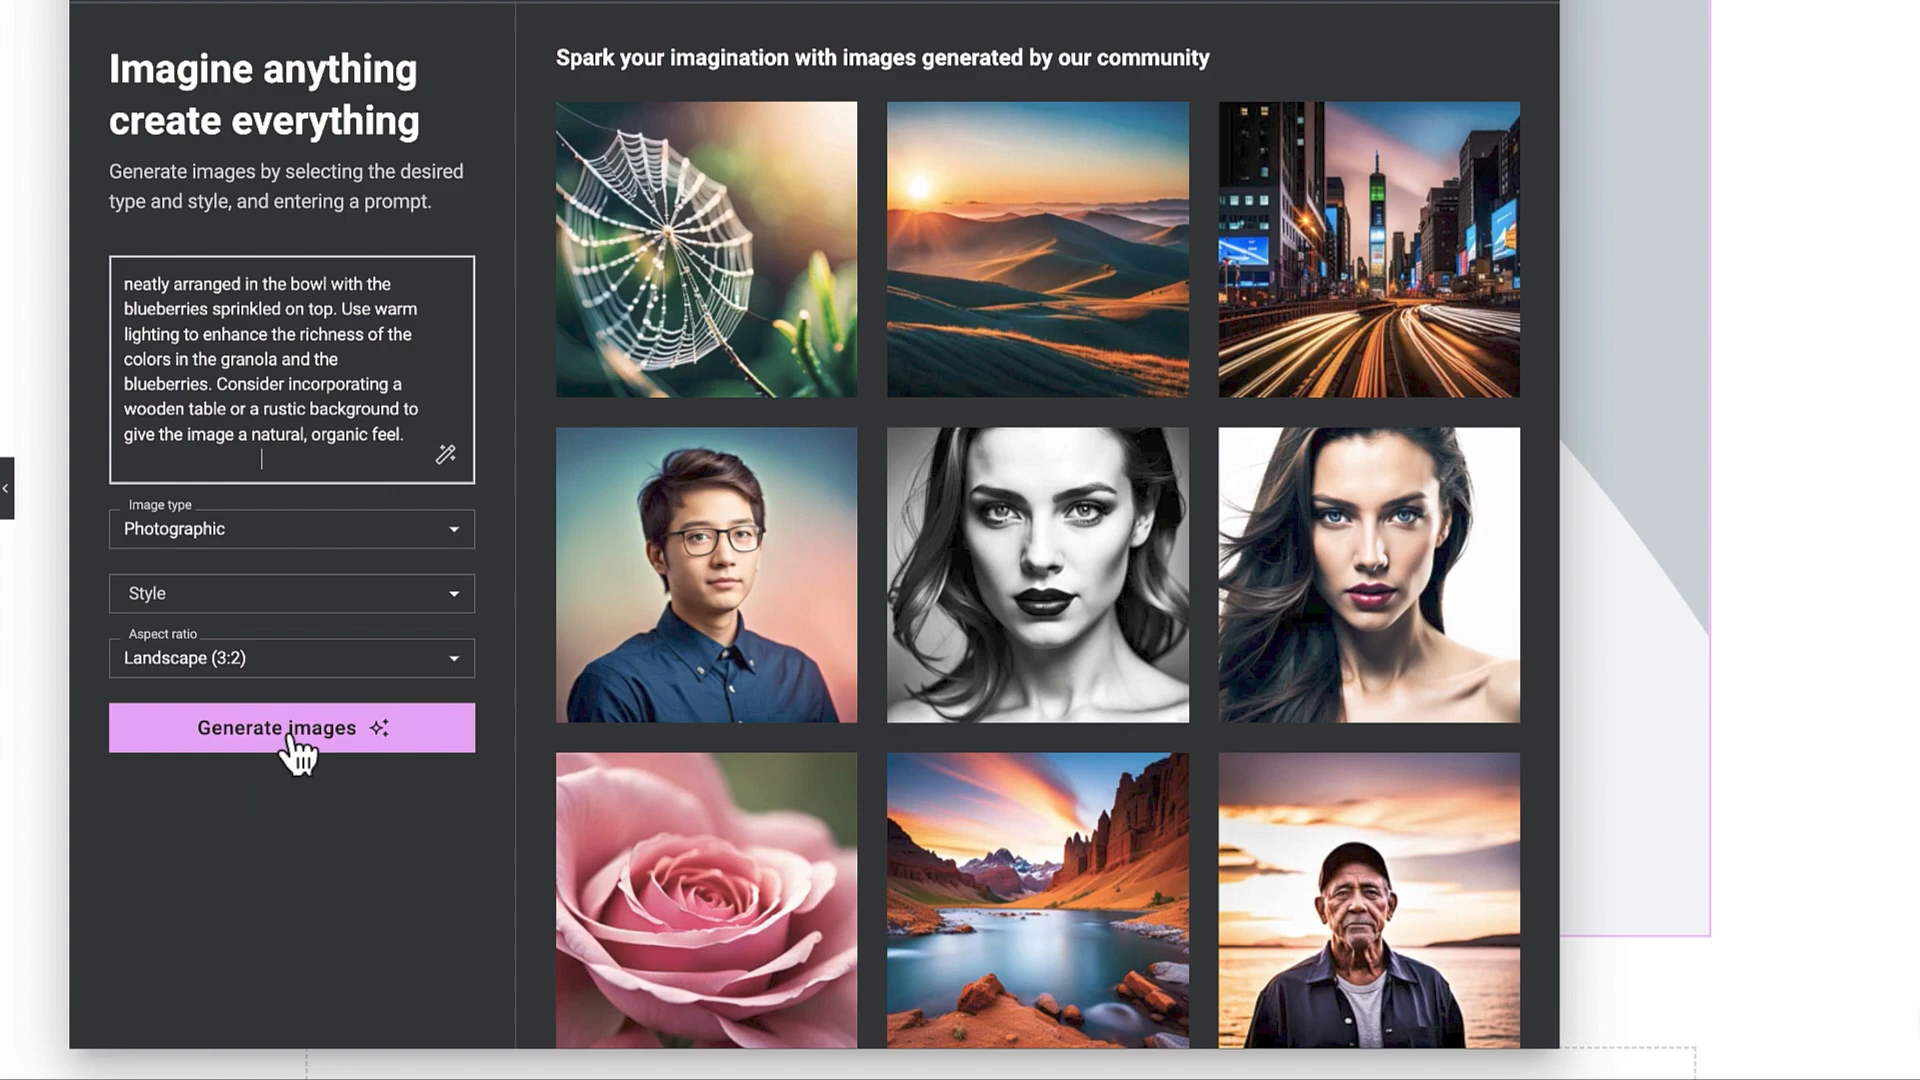 Imagine anything
create everything
Generate images by selecting the desired
type and style, and entering a prompt.
neatly arranged in the bowl with the
blueberries sprinkled on top. Use warm
lighting to enhance the richness of the
colors in the granola and the
blueberries. Consider incorporating a
wooden table or a rustic background to
give the image a natural, organic feel.
Image type
Photographic
Style
Aspect ratio
Landscape (3:2)
Generate images
Spark your imagination with images generated by our community